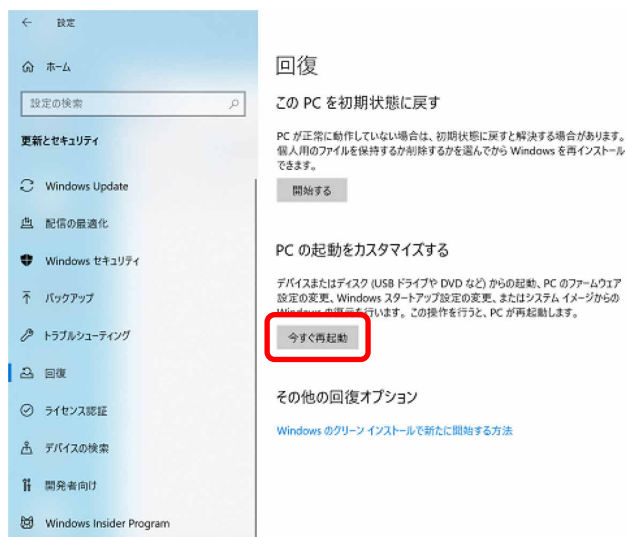 設定
ホーム
設定の検索
更新とセキュリティ
Windows Update
配信の最適化
Windows セキュリティ
バックアップ
トラブルシューティング
回復
ライセンス認証
デバイスの検索
開発者向け
Windows Insider Program
回復
この PC を初期状態に戻す
PC が正常に動作していない場合は、初期状態に戻すと解決する場合があります。
個人用のファイルを保持するか削除するかを選んでから Windows を再インストール
できます。
開始する
PC の起動をカスタマイズする
デバイスまたはディスク (USB ドライブや DVD など) からの起動、PC のファームウェア
設定の変更、Windows スタートアップ設定の変更、またはシステム イメージからの
Windows の復元を行います。この操作を行うと、PC が再起動します。
今すぐ再起動
その他の回復オプション
Windows のクリーン インストールで新たに開始する方法